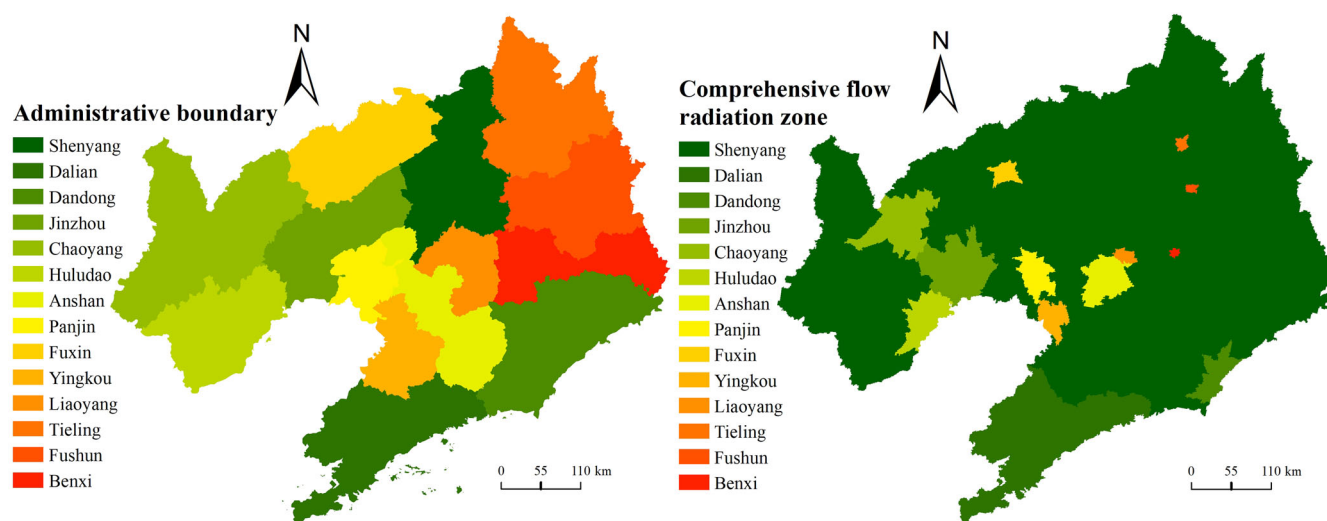 N
Administrative boundary
Shenyang
Dalian
Dandong
Jinzhou
Chaoyang
Huludao
Anshan
Panjin
Fuxin
Yingkou
Liaoyang
Tieling
Fushun
Benxi
0 55 110 km
N
Comprehensive flow
radiation zone
Shenyang
Dalian
Dandong
Jinzhou
Chaoyang
Huludao
Anshan
Panjin
Fuxin
Yingkou
Liaoyang
Tieling
Fushun
Benxi
0 55 110 km